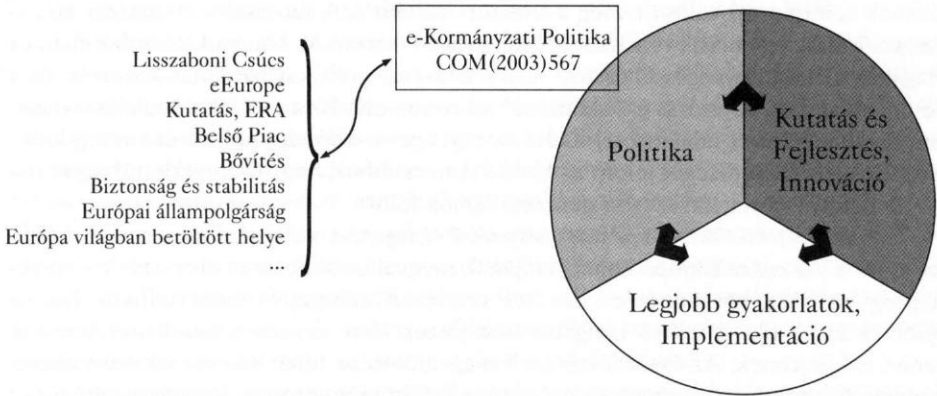 e-Kormányzati Politika
COM(2003)567
Lisszaboni Csúcs
eEurope
Kutatás, ERA
Belső Piac
Bővítés
Biztonság és stabilitás
Európai állampolgárság
Európa világban betöltött helye
...
Politika
Kutatás és
Fejlesztés,
Innováció
Legjobb gyakorlatok,
Implementáció